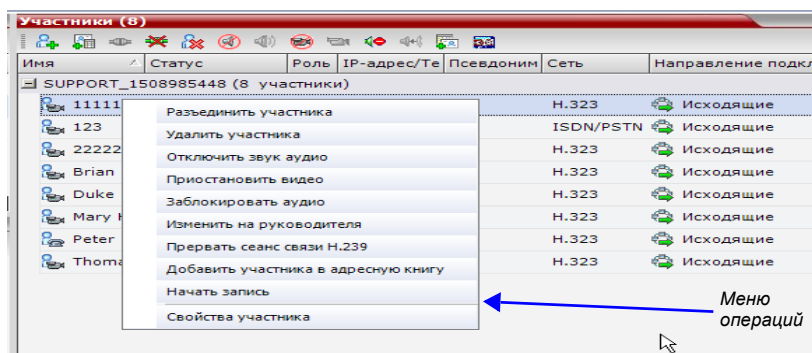 Участники (8)
Имя Статус Роль IP-адрес/Те Псевдоним Сеть Направление подкл
SUPPORT_1508985448 (8 участники)
11111 H.323 Исходящие
123 ISDN/PSTN Исходящие
22222 H.323 Исходящие
Brian H.323 Исходящие
Duke H.323 Исходящие
Mary H.323 Исходящие
Peter H.323 Исходящие
Thoma H.323 Исходящие
Разъединить участника
Удалить участника
Отключить звук аудио
Приостановить видео
Заблокировать аудио
Изменить на руководителя
Прервать сеанс связи H.239
Добавить участника в адресную книгу
Начать запись
Свойства участника
Меню
операций